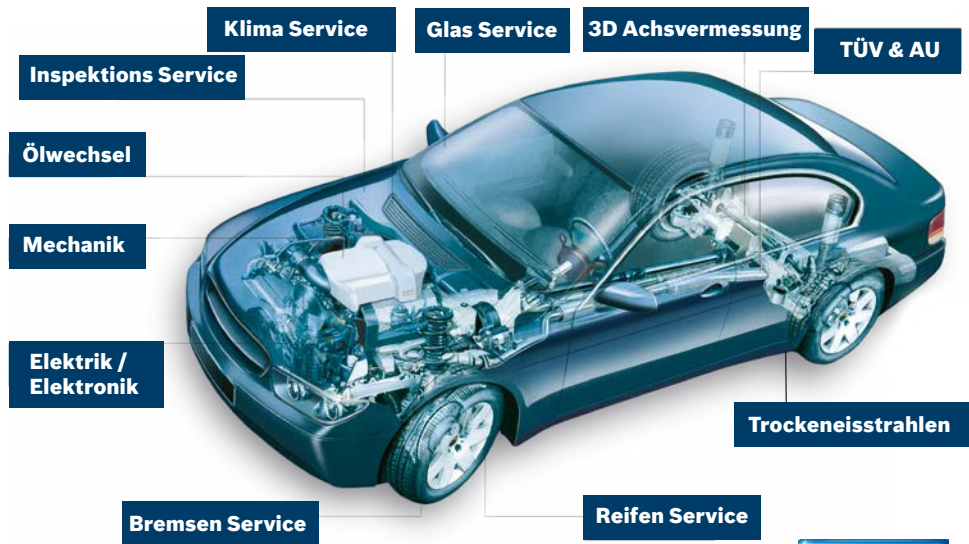 Klima Service
Glas Service
3D Achsvermessung
TÜV & AU
Inspektions Service
Ölwechsel
Mechanik
Elektrik /
Elektronik
Trockeneisstrahlen
Bremsen Service
Reifen Service